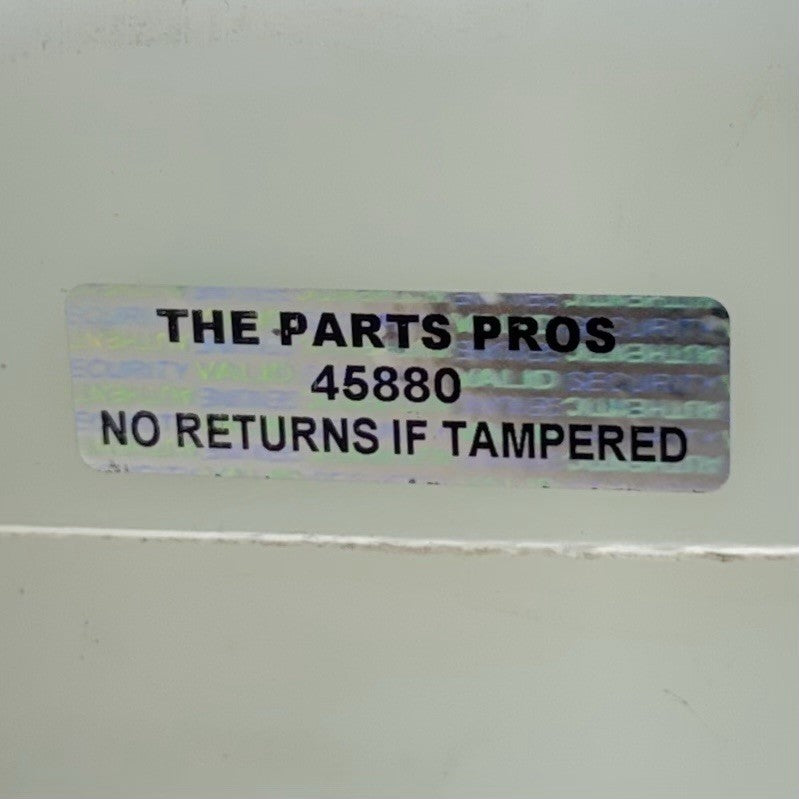 THE PARTS PROS
45880
NO RETURNS IF TAMPERED